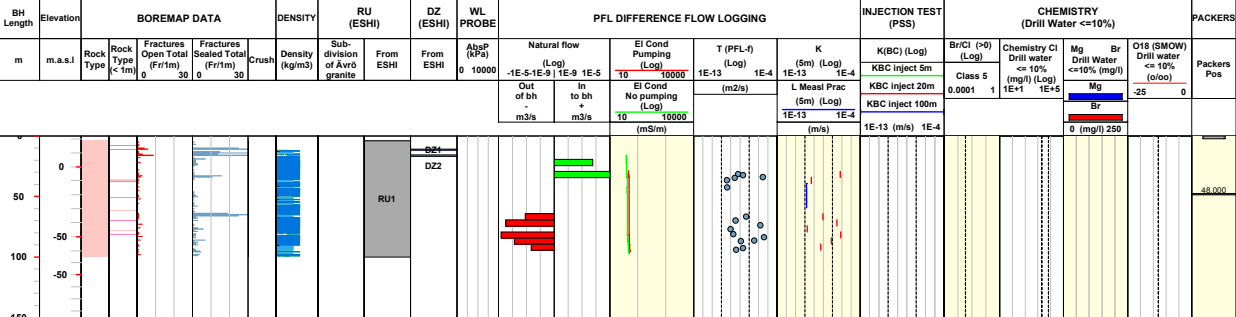 BH Length
Elevation
BOREMAP DATA
DENSITY
RU (ESHI)
DZ (ESHI)
WL PROBE
PFL DIFFERENCE FLOW LOGGING
INJECTION TEST (PSS)
CHEMISTRY (Drill Water <=10%)
PACKERS
m
m.a.s.l
Rock Type
Rock Type (< 1m)
Fractures Open Total (Fr/1m)
0 30
Fractures Sealed Total (Fr/1m)
0 30
Crush
Density (kg/m3)
Sub-division of Ävrö granite
From ESHI
From ESHI
AbsP (kPa)
0 10000
Natural flow (Log)
-1E-5-1E-9 | 1E-9 1E-5
Out of bh - m3/s
In to bh + m3/s
El Cond Pumping (Log)
10 10000
El Cond No pumping (Log)
10 10000
(mS/m)
T (PFL-f) (Log)
1E-13 1E-4
(m2/s)
K (5m) (Log)
1E-13 1E-4
L Measl Prac (5m) (Log)
1E-13 1E-4
(m/s)
K(BC) (Log)
KBC inject 5m
KBC inject 20m
KBC inject 100m
1E-13 (m/s) 1E-4
Br/Cl (>0) (Log)
Class 5
0.0001 1
Chemistry Cl Drill water <= 10% (mg/l) (Log)
1E+1 1E+5
Mg Br
Drill Water <=10% (mg/l)
Mg
Br
0 (mg/l) 250
O18 (SMOW) Drill water <= 10% (o/oo)
-25 0
Packers Pos
0
50
100
150
0
-50
-50
RU1
DZ1
DZ2
48.000